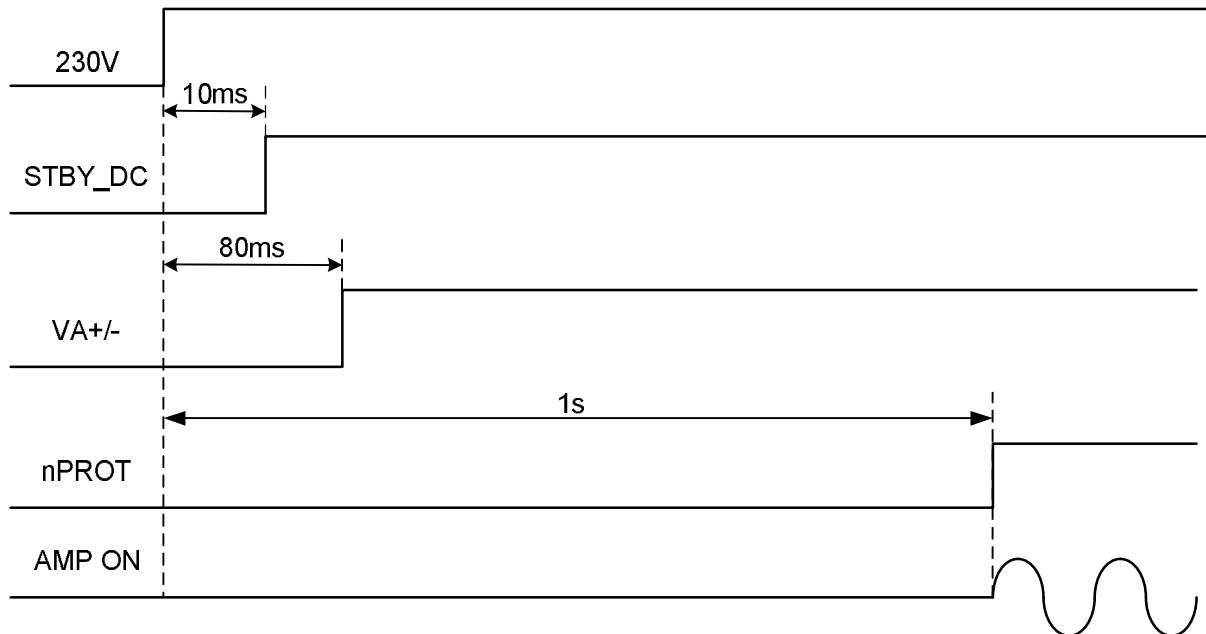 230V
10ms
STBY_DC
80ms
VA+/-
1s
nPROT
AMP ON